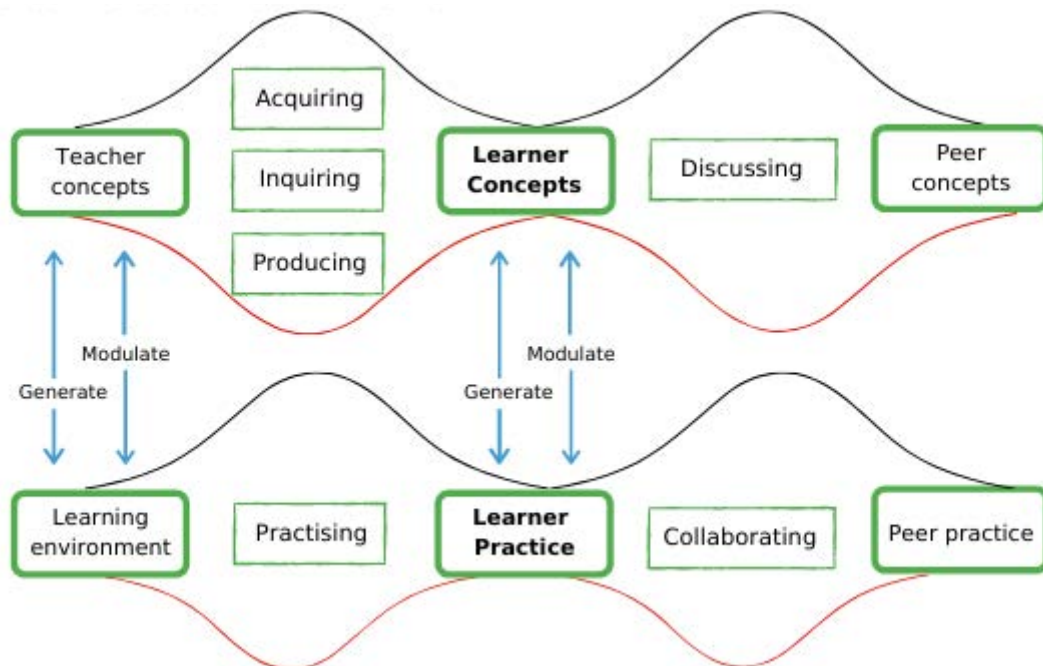 Acquiring
Teacher
concepts
Inquiring
Learner
Concepts
Discussing
Peer
concepts
Producing
Modulate
Generate
Modulate
Generate
Learning
environment
Practising
Learner
Practice
Collaborating
Peer practice